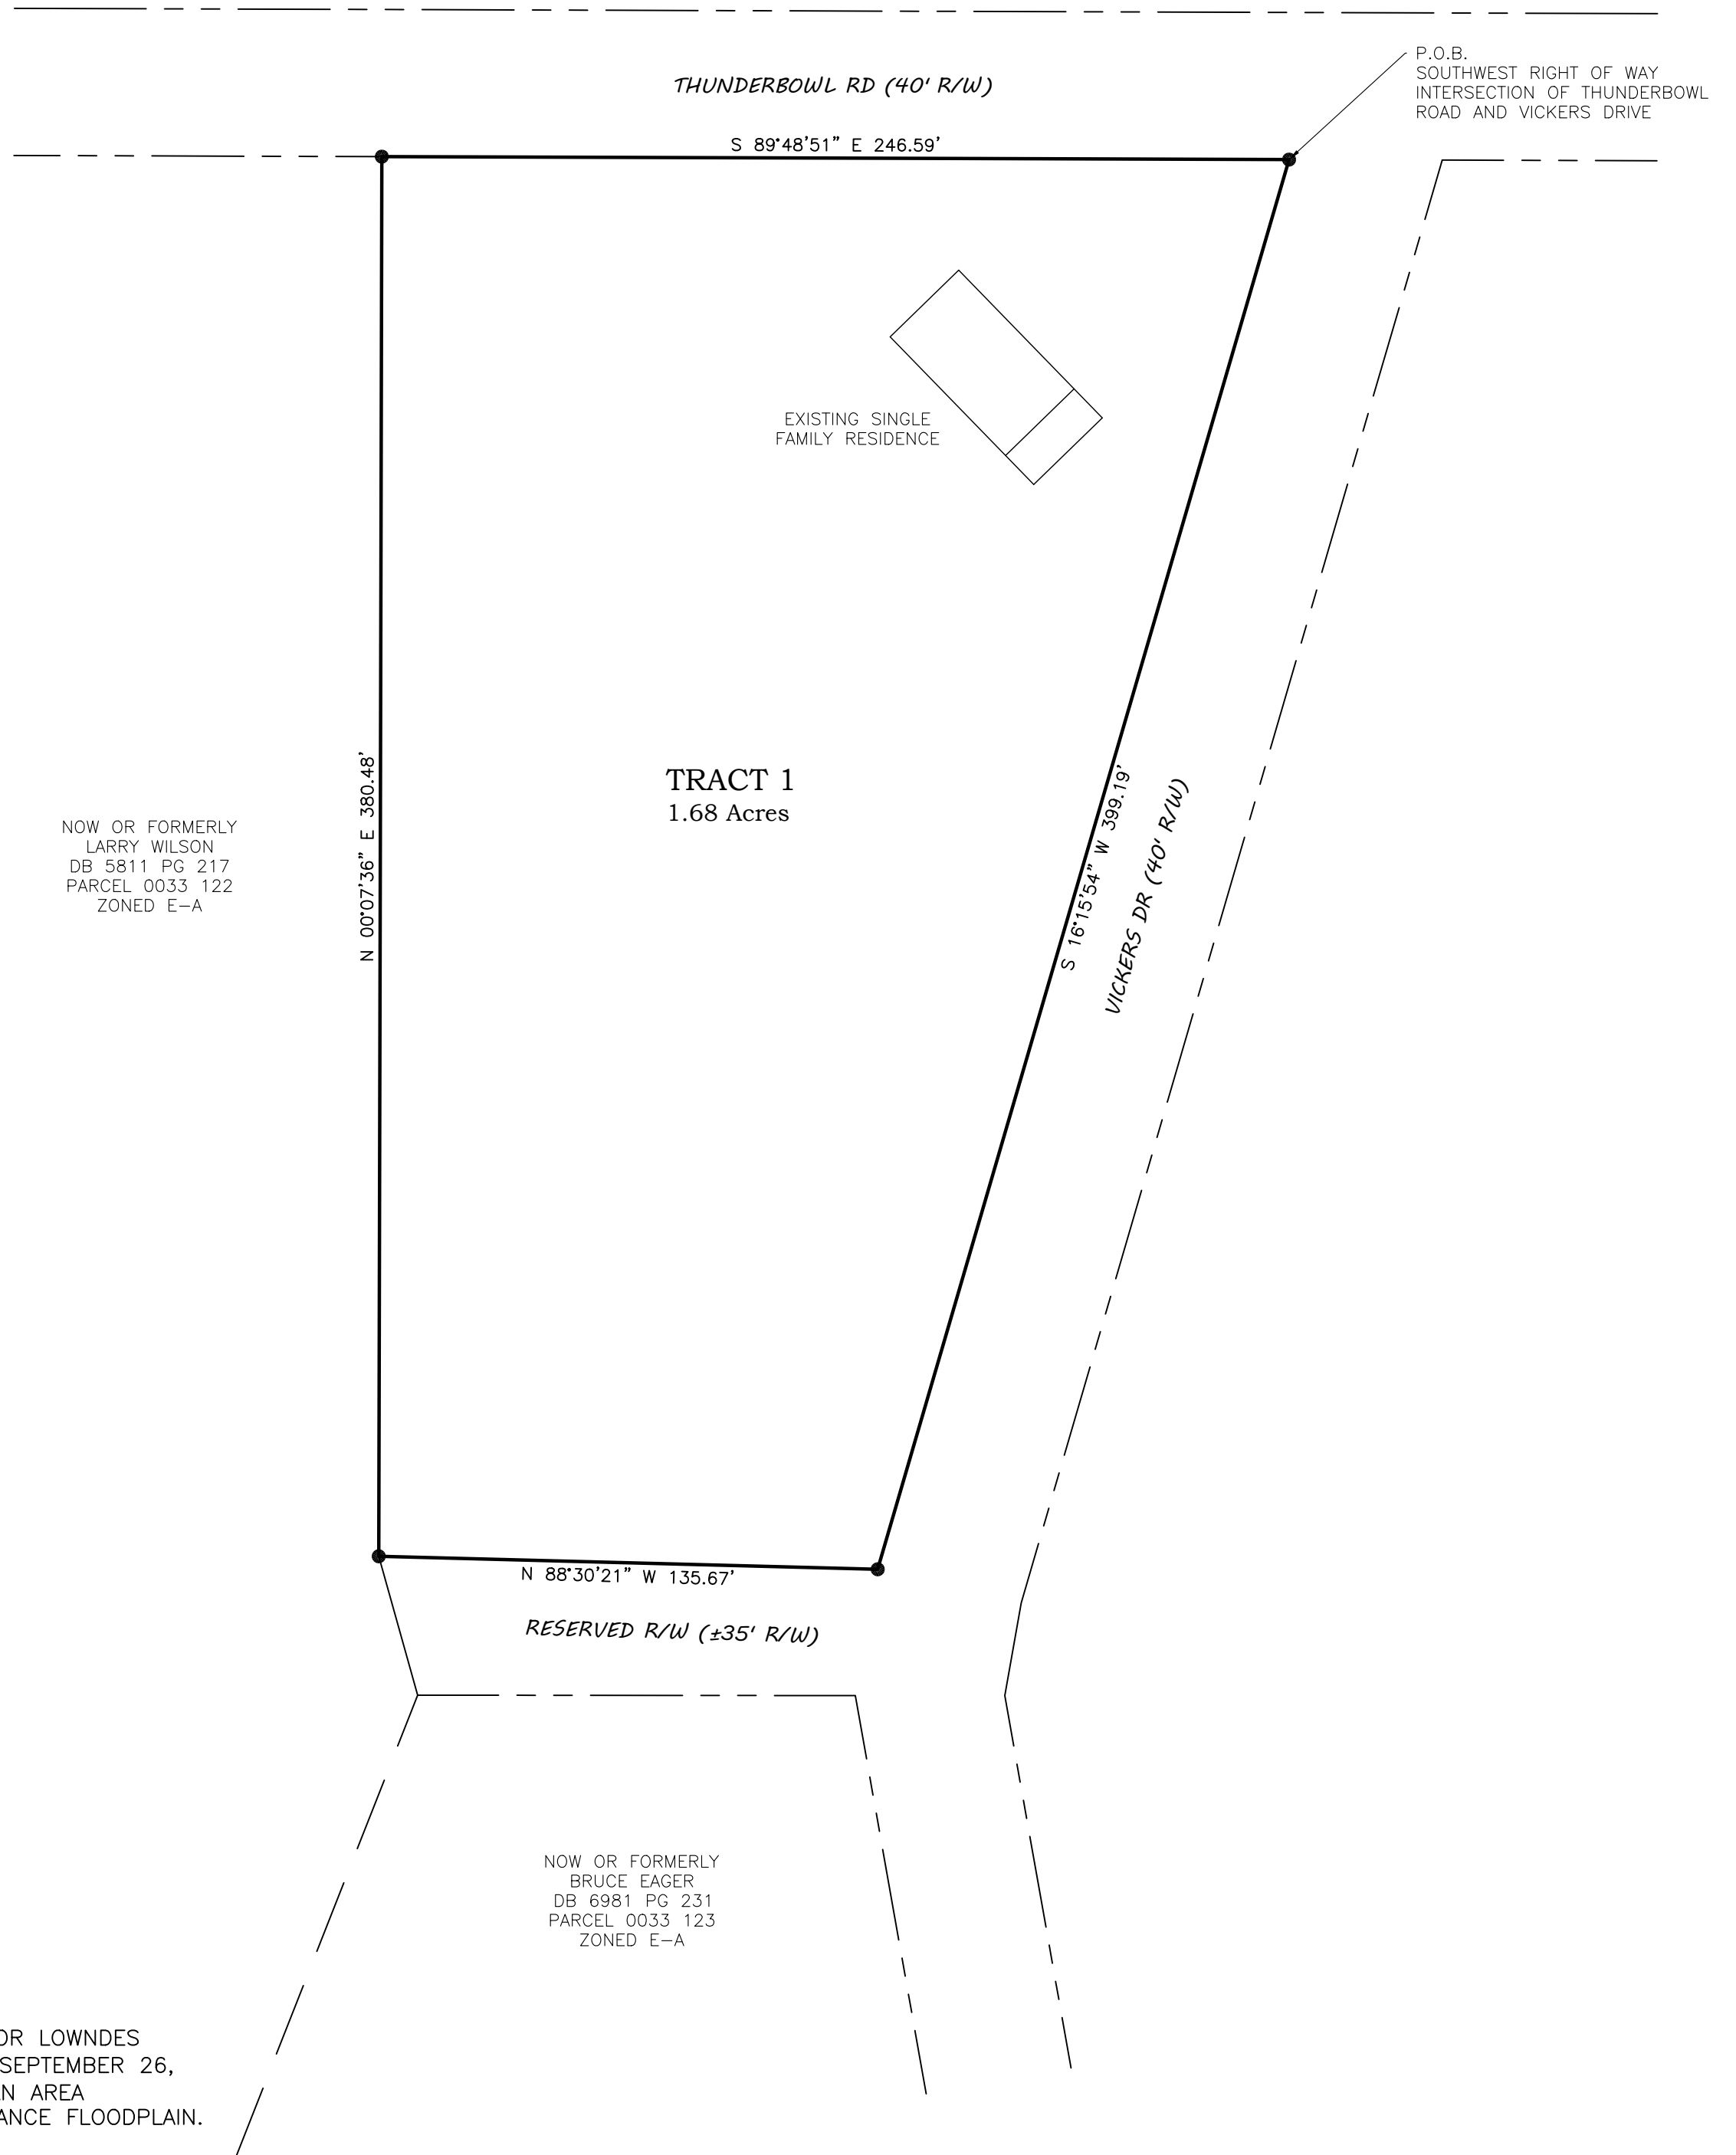 P.O.B.
SOUTHWEST RIGHT OF WAY
INTERSECTION OF THUNDERBOWL
ROAD AND VICKERS DRIVE
THUNDERBOWL RD (40' R/W)
S 89°48'51" E 246.59'
EXISTING SINGLE
FAMILY RESIDENCE
N 00°07'36" E 380.48'
TRACT 1
1.68 Acres
S 16°15'54" W 399.19'
VICKERS DR (40' R/W)
NOW OR FORMERLY
LARRY WILSON
DB 5811 PG 217
PARCEL 0033 122
ZONED E-A
N 88°30'21" W 135.67'
RESERVED R/W (±35' R/W)
NOW OR FORMERLY
BRUCE EAGER
DB 6981 PG 231
PARCEL 0033 123
ZONED E-A
OR LOWNDES
SEPTEMBER 26,
AREA
FLOODPLAIN.